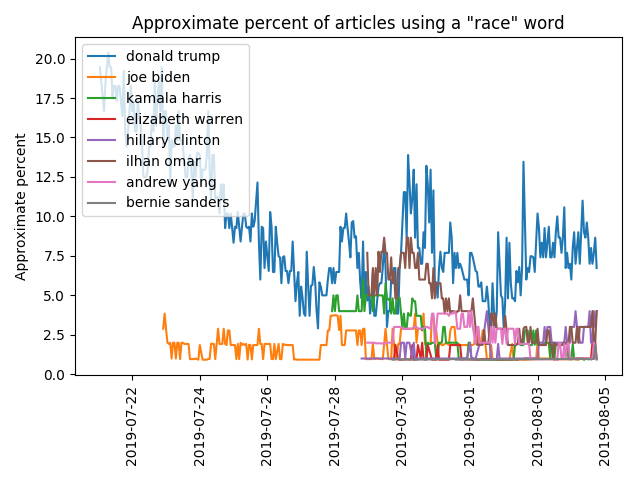 Approximate percent of articles using a "race" word
Approximate percent
20.0
17.5
15.0
12.5
10.0
7.5
5.0
2.5
0.0
donald trump
joe biden
kamala harris
elizabeth warren
hillary clinton
ilhan omar
andrew yang
bernie sanders
2019-07-22
2019-07-24
2019-07-26
2019-07-28
2019-07-30
2019-08-01
2019-08-03
2019-08-05